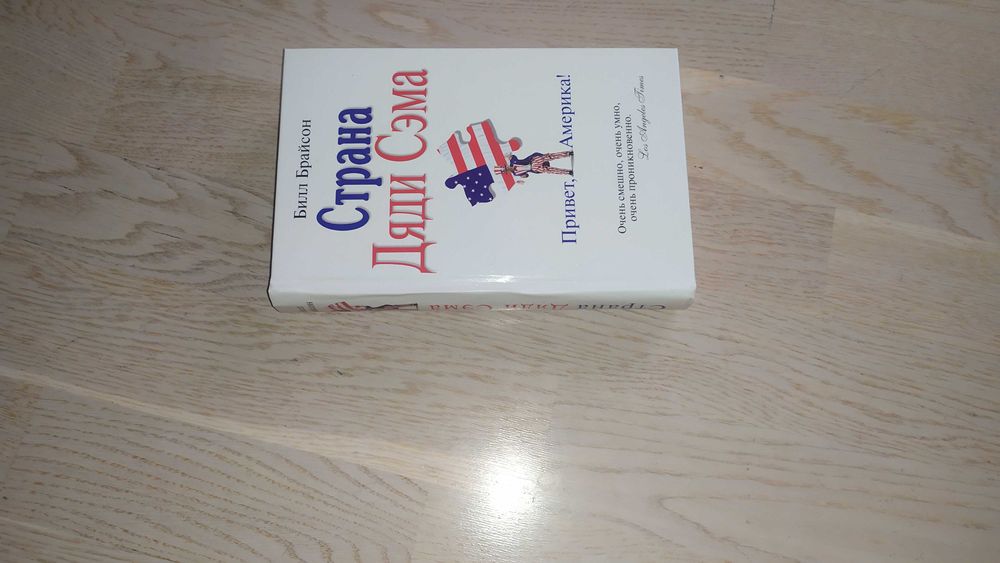 Билл Брайсон
Страна
Дяди Сэма
Привет, Америка!
Очень смешно, очень умно,
очень проникновенно.
Los Angeles Times
Страна Дяди Сэма